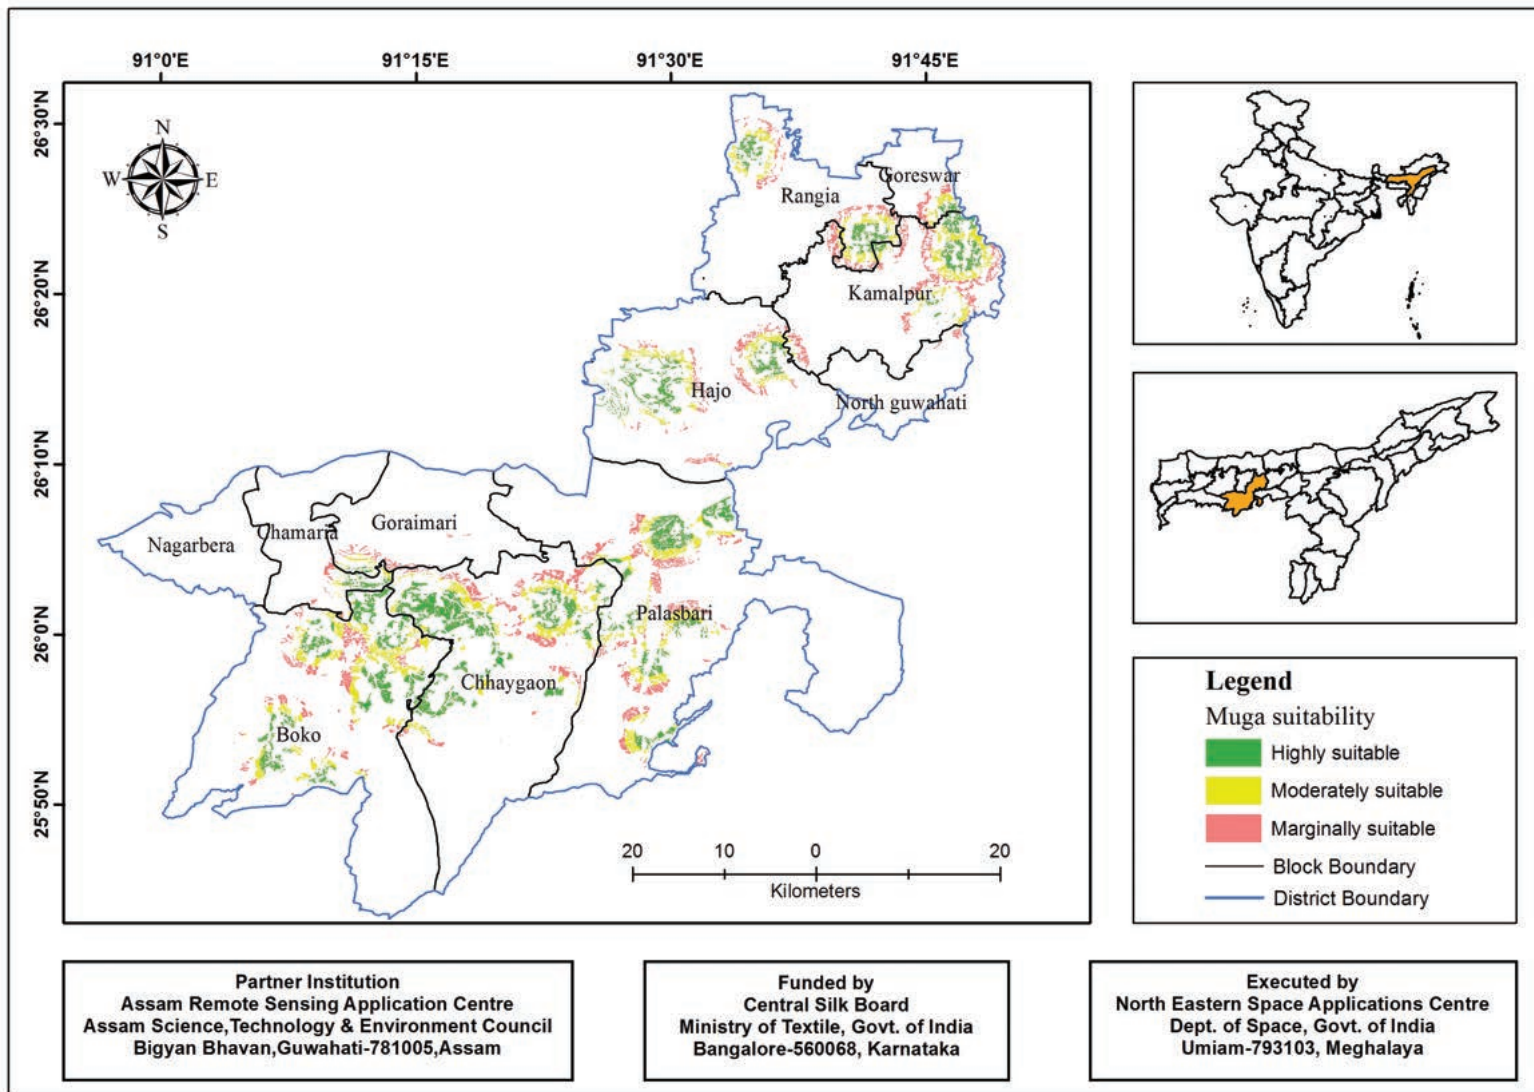 91°0'E
91°15'E
91°30'E
91°45'E
26°30'N
26°20'N
26°10'N
26°0'N
25°50'N
N
W
E
S
Rangia
Goreswar
Kamalpur
Hajo
North guwahati
Nagarbera
Chamaria
Goraimari
Palasbari
Chhaygaon
Boko
20
10
0
20
Kilometers
Legend
Muga suitability
Highly suitable
Moderately suitable
Marginally suitable
Block Boundary
District Boundary
Partner Institution
Assam Remote Sensing Application Centre
Assam Science,Technology & Environment Council
Bigyan Bhavan,Guwahati-781005,Assam
Funded by
Central Silk Board
Ministry of Textile, Govt. of India
Bangalore-560068, Karnataka
Executed by
North Eastern Space Applications Centre
Dept. of Space, Govt. of India
Umiam-793103, Meghalaya